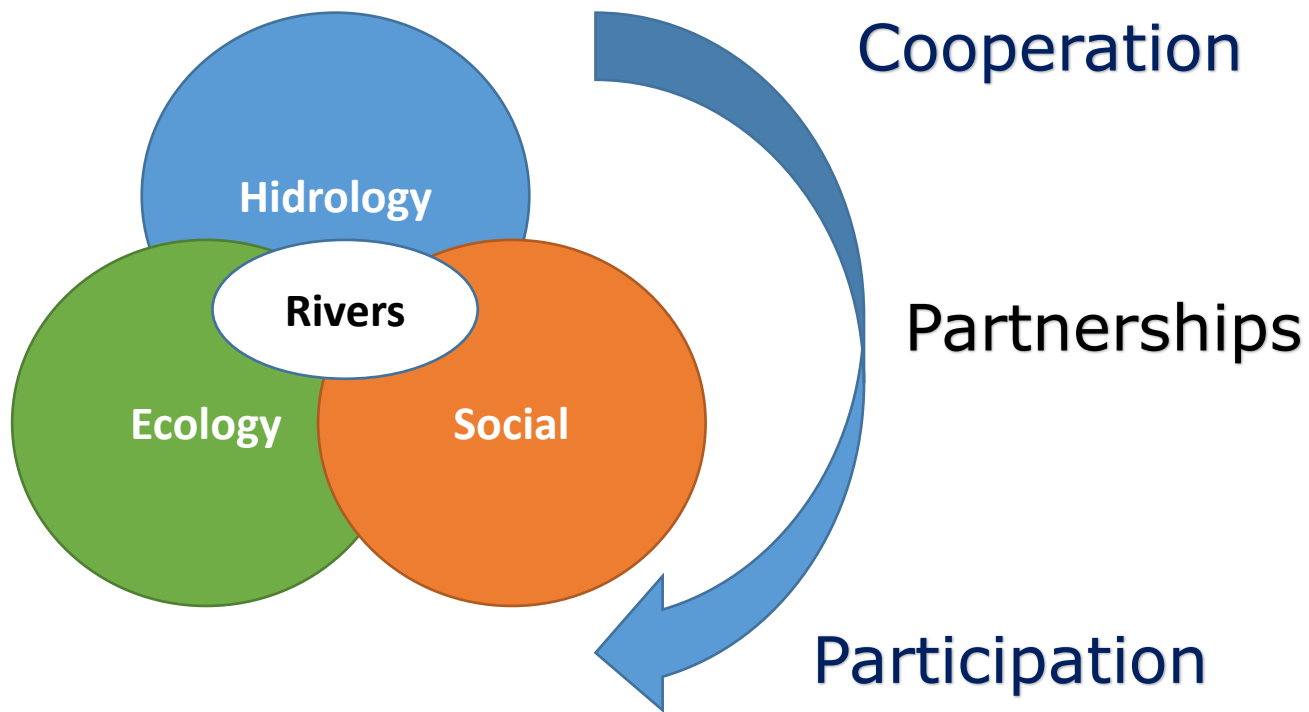 Cooperation
Hidrology
Rivers
Partnerships
Ecology
Social
Participation